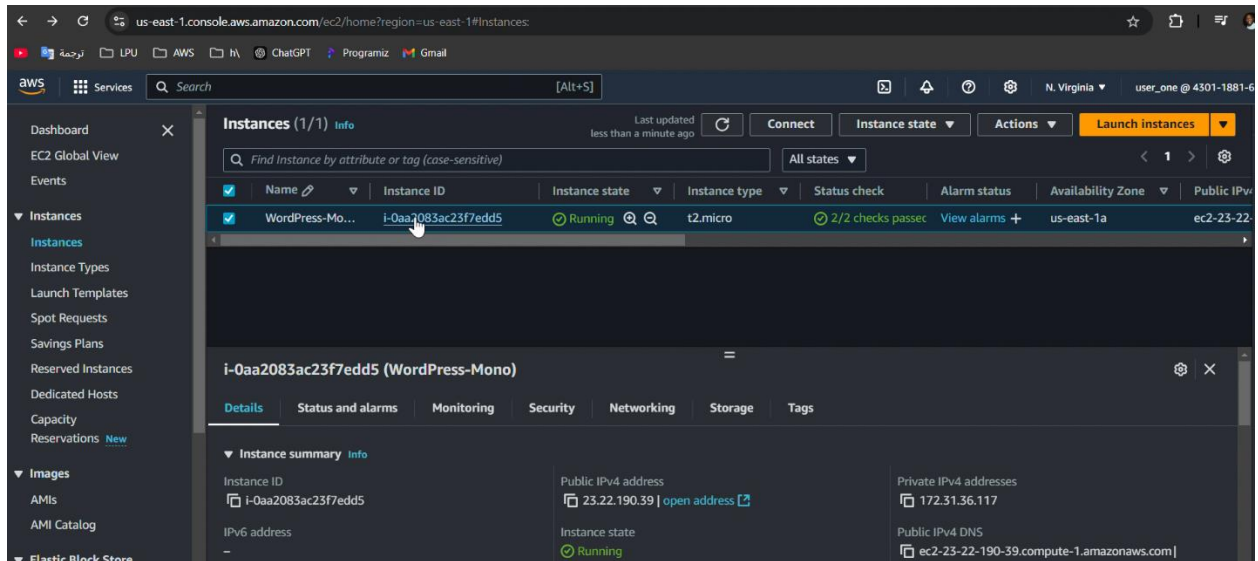 us-east-1.console.aws.amazon.com/ec2/home?region=us-east-1#Instances:
ترجمة LPU AWS h\ ChatGPT Programiz Gmail
aws Services Search [Alt+S] N. Virginia user_one @ 4301-1881-6
Dashboard
EC2 Global View
Events
Instances
Instances
Instance Types
Launch Templates
Spot Requests
Savings Plans
Reserved Instances
Dedicated Hosts
Capacity
Reservations New
Images
AMIs
AMI Catalog
Elastic Block Store
Instances (1/1) Info
Last updated
less than a minute ago
Connect Instance state Actions Launch instances
Find Instance by attribute or tag (case-sensitive) All states 1
Name Instance ID Instance state Instance type Status check Alarm status Availability Zone Public IPv4
WordPress-Mo... i-0aa2083ac23f7edd5 Running t2.micro 2/2 checks passec View alarms + us-east-1a ec2-23-22-
i-0aa2083ac23f7edd5 (WordPress-Mono)
Details Status and alarms Monitoring Security Networking Storage Tags
Instance summary Info
Instance ID Public IPv4 address Private IPv4 addresses
i-0aa2083ac23f7edd5 23.22.190.39 | open address 172.31.36.117
IPv6 address Instance state Public IPv4 DNS
– Running ec2-23-22-190-39.compute-1.amazonaws.com |